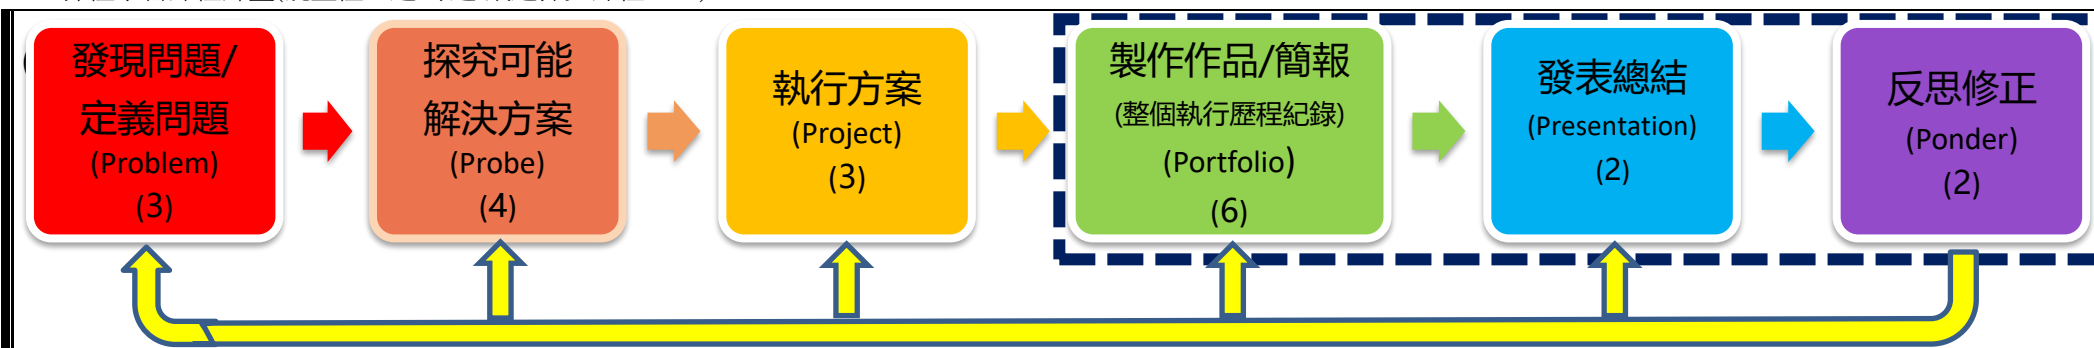 發現問題/
定義問題
(Problem)
(3)
探究可能
解決方案
(Probe)
(4)
執行方案
(Project)
(3)
製作作品/簡報
(整個執行歷程紀錄)
(Portfolio)
(6)
發表總結
(Presentation)
(2)
反思修正
(Ponder)
(2)